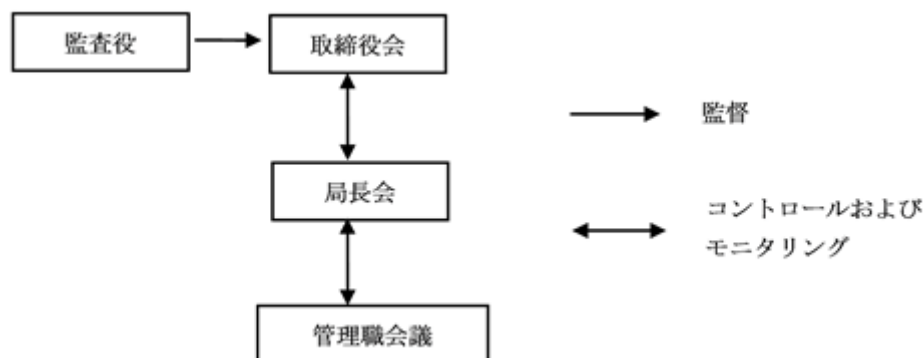 監査役
取締役会
監督
局長会
コントロールおよび
モニタリング
管理職会議